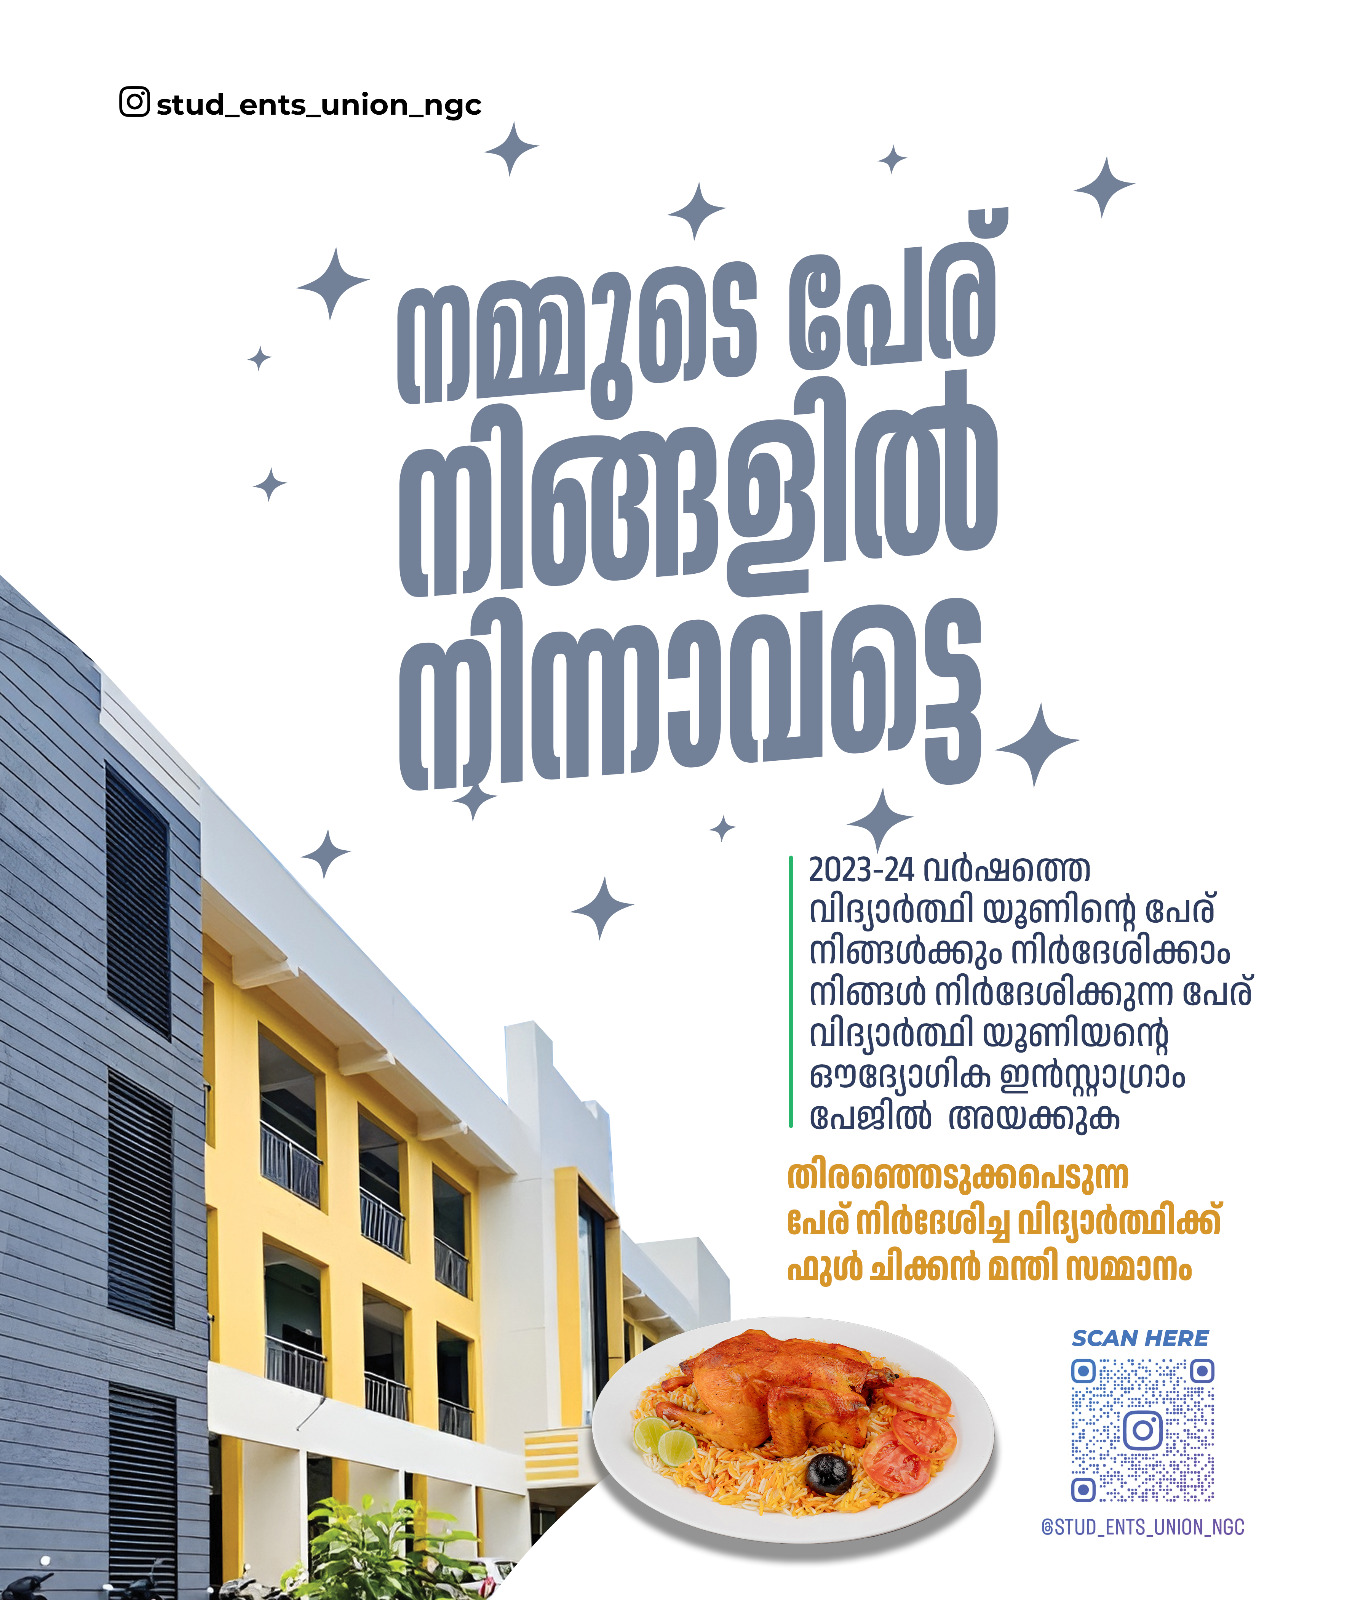 stud_ents_union_ngc
നമ്മുടെ പേര്
നിങ്ങളിൽ
നിന്നാവട്ടെ
2023-24 വർഷത്തെ
വിദ്യാർത്ഥി യൂണിന്റെ പേര്
നിങ്ങൾക്കും നിർദേശിക്കാം
നിങ്ങൾ നിർദേശിക്കുന്ന പേര്
വിദ്യാർത്ഥി യൂണിയന്റെ
ഔദ്യോഗിക ഇൻസ്റ്റാഗ്രാം
പേജിൽ അയക്കുക
തിരഞ്ഞെടുക്കപെടുന്ന
പേര് നിർദേശിച്ച വിദ്യാർത്ഥിക്ക്
ഫുൾ ചിക്കൻ മന്തി സമ്മാനം
SCAN HERE
@STUD_ENTS_UNION_NGC